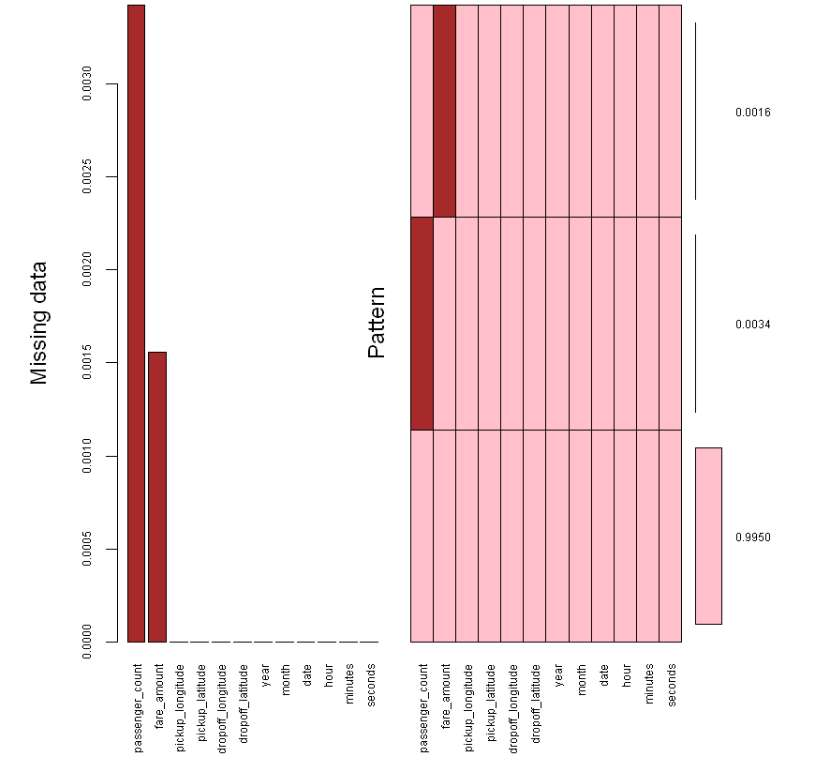 Missing data
0.0030
0.0025
0.0020
0.0015
0.0010
0.0005
0.0000
passenger_count
fare_amount
pickup_longitude
pickup_latitude
dropoff_longitude
dropoff_latitude
year
month
date
hour
minutes
seconds
Pattern
passenger_count
fare_amount
pickup_longitude
pickup_latitude
dropoff_longitude
dropoff_latitude
year
month
date
hour
minutes
seconds
0.0016
0.0034
0.9950